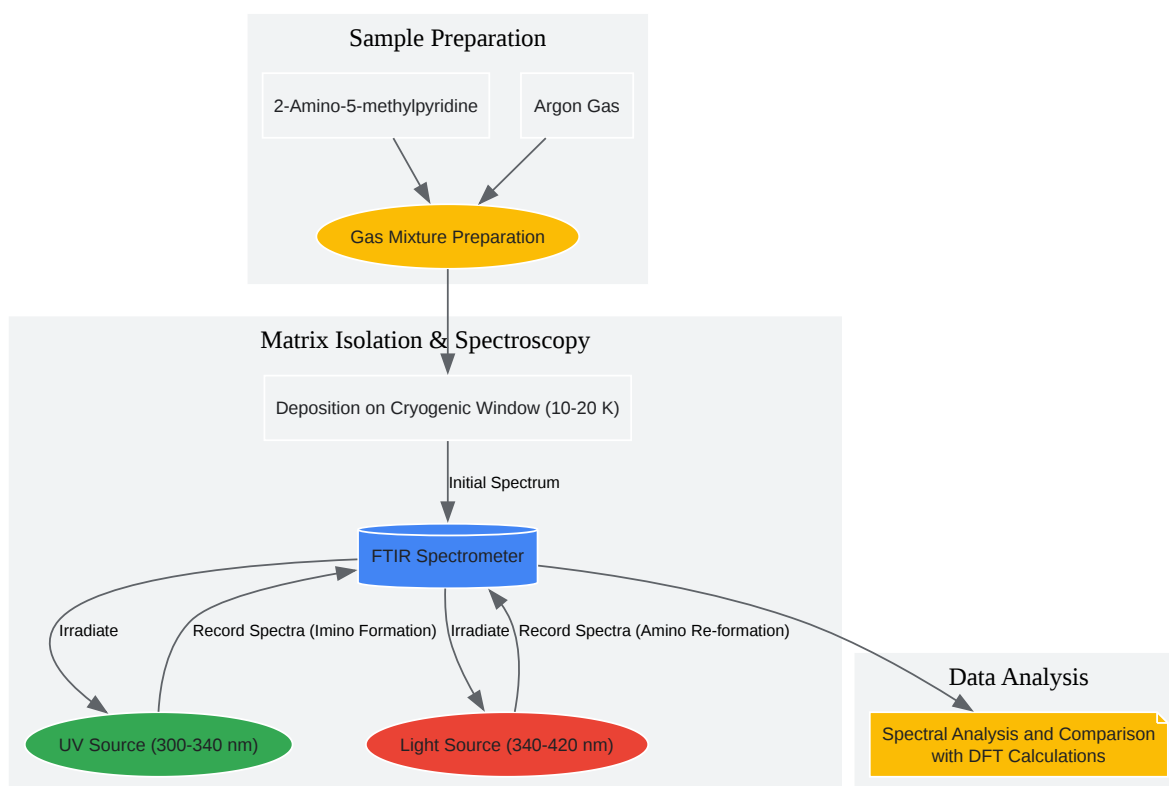 Sample Preparation
2-Amino-5-methylpyridine
Argon Gas
Gas Mixture Preparation
Matrix Isolation & Spectroscopy
Deposition on Cryogenic Window (10-20 K)
Initial Spectrum
FTIR Spectrometer
Irradiate
Record Spectra (Imino Formation)
Irradiate
Record Spectra (Amino Re-formation)
UV Source (300-340 nm)
Light Source (340-420 nm)
Data Analysis
Spectral Analysis and Comparison
with DFT Calculations